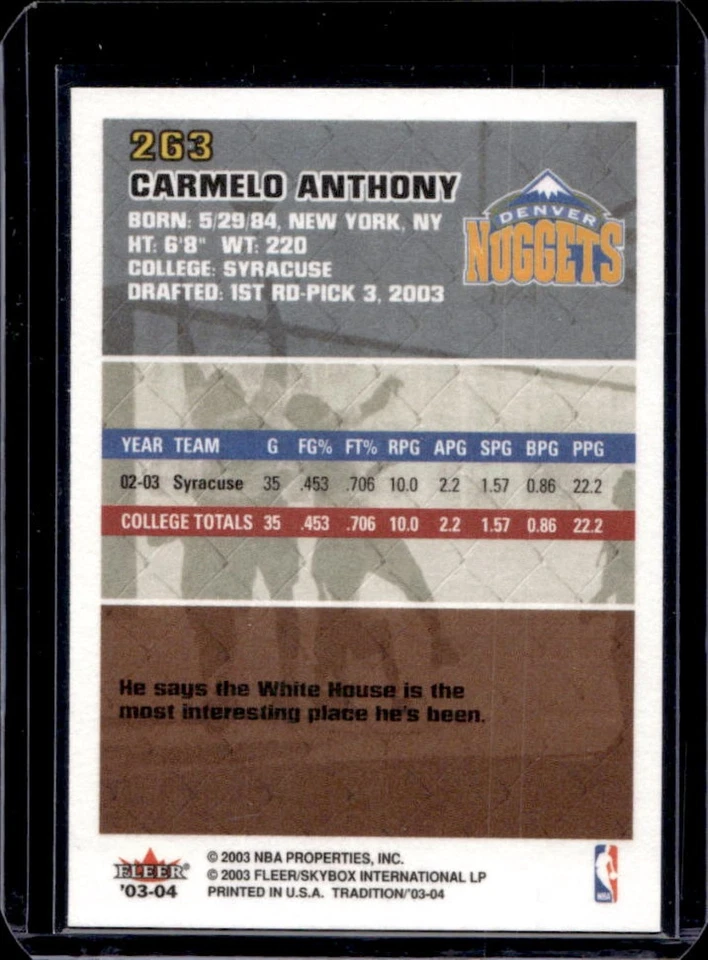 263
CARMELO ANTHONY
BORN: 5/29/84, NEW YORK, NY
HT: 6'8" WT: 220
COLLEGE: SYRACUSE
DRAFTED: 1ST RD-PICK 3, 2003
DENVER
NUGGETS
YEAR TEAM G FG% FT% RPG APG SPG BPG PPG
02-03 Syracuse 35 .453 .706 10.0 2.2 1.57 0.86 22.2
COLLEGE TOTALS 35 .453 .706 10.0 2.2 1.57 0.86 22.2
He says the White House is the
most interesting place he's been.
FLEER®
'03-04
© 2003 NBA PROPERTIES, INC.
© 2003 FLEER/SKYBOX INTERNATIONAL LP
PRINTED IN U.S.A. TRADITION/'03-04
NBA